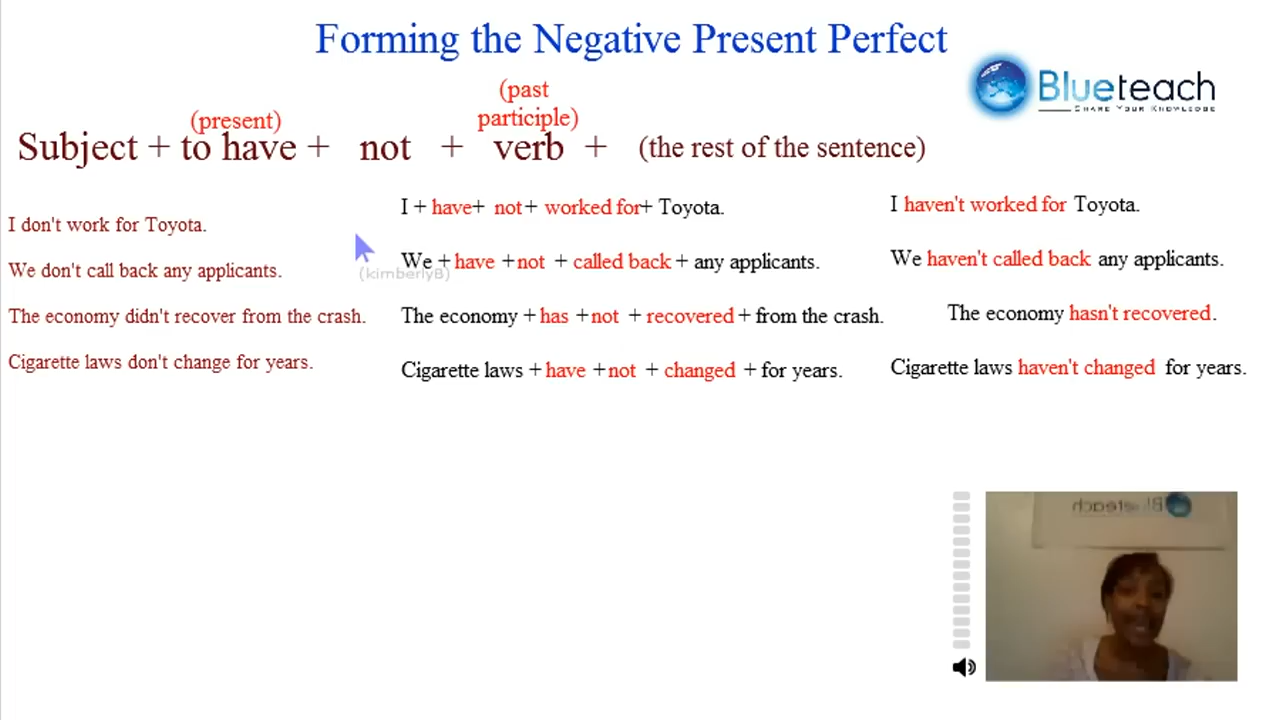 Forming the Negative Present Perfect
Blueteach
SHARE YOUR KNOWLEDGE
(present)
(past
participle)
Subject + to have + not + verb + (the rest of the sentence)
I don't work for Toyota.
We don't call back any applicants.
The economy didn't recover from the crash.
Cigarette laws don't change for years.
I + have+ not+ worked for+ Toyota.
We + have + not + called back + any applicants.
The economy + has + not + recovered + from the crash.
Cigarette laws + have + not + changed + for years.
(kimberlyB)
I haven't worked for Toyota.
We haven't called back any applicants.
The economy hasn't recovered.
Cigarette laws haven't changed for years.
Blueteach